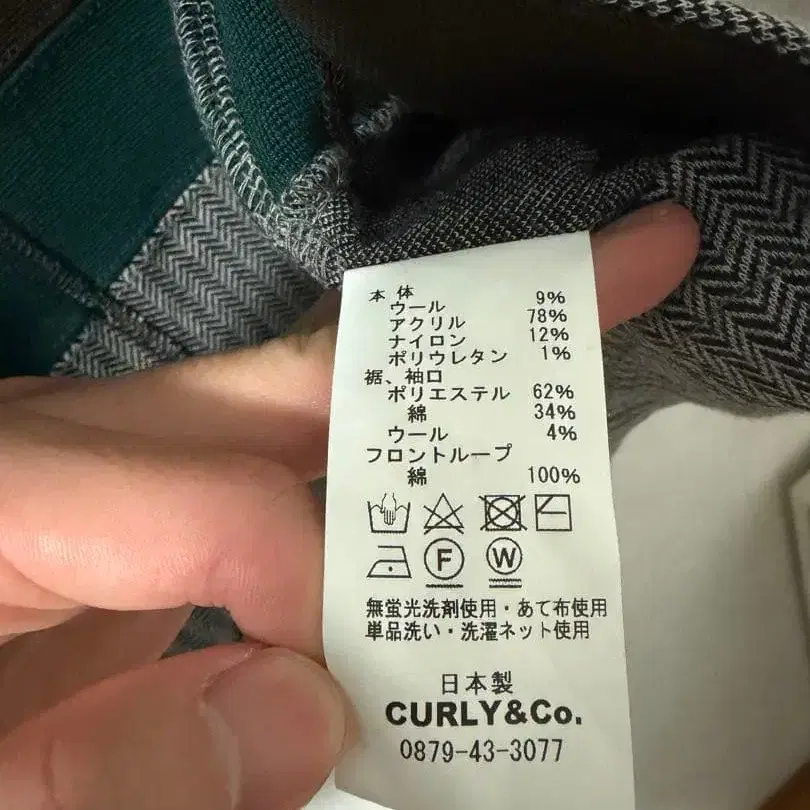 本体
ウール 9%
アクリル 78%
ナイロン 12%
ポリウレタン 1%
裾、袖口
ポリエステル 62%
綿 34%
ウール 4%
フロントループ
綿 100%
F W
無蛍光洗剤使用・あて布使用
単品洗い・洗濯ネット使用
日本製
CURLY&Co.
0879-43-3077